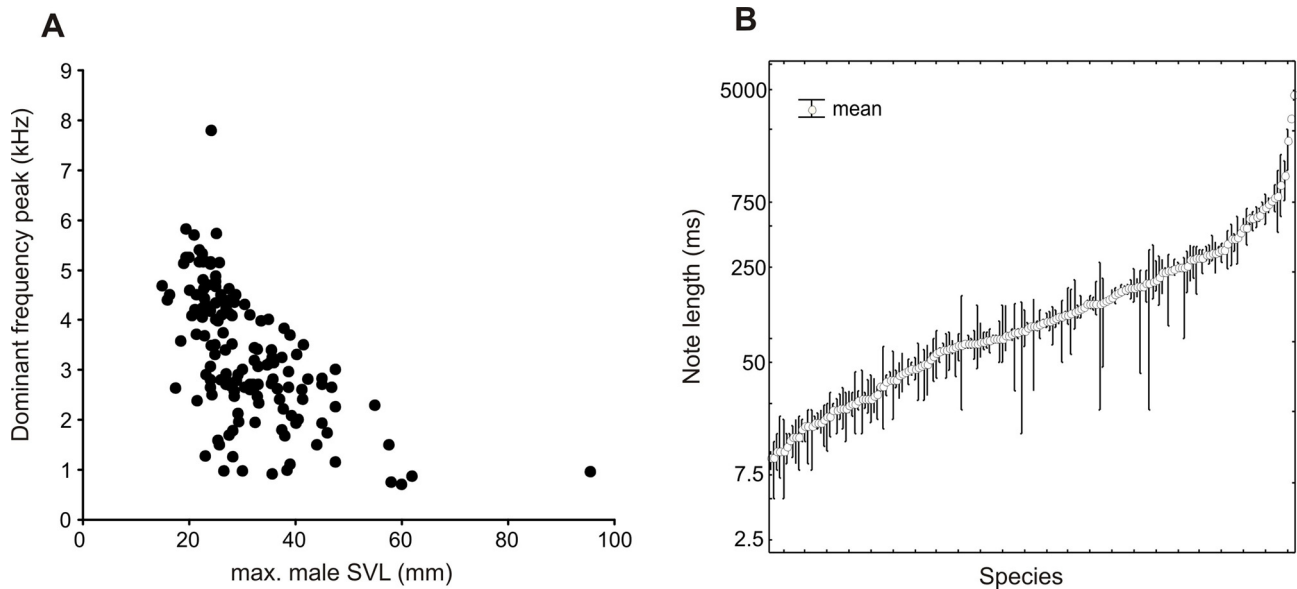 A
9
8
7
6
5
4
3
2
1
0
Dominant frequency peak (kHz)
0 20 40 60 80 100
max. male SVL (mm)
B
mean
5000
750
250
50
7.5
2.5
Note length (ms)
Species